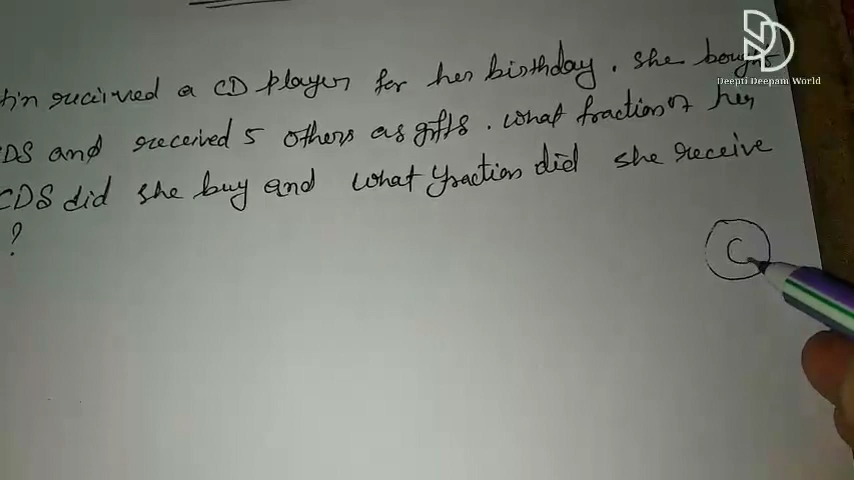 received a CD player for her birthday. she bought
DS and received 5 others as gifts. what fraction of her
CDS did she buy and what fraction did she receive
?
C
Deepti Deepam World